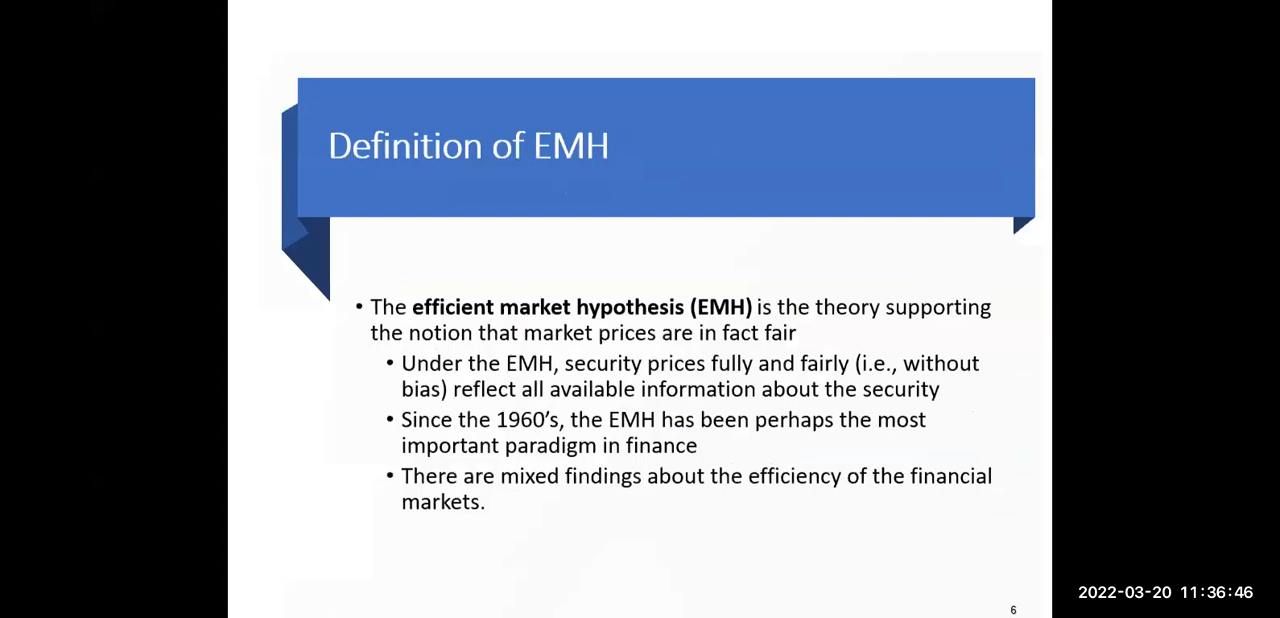 Definition of EMH
• The efficient market hypothesis (EMH) is the theory supporting
the notion that market prices are in fact fair
• Under the EMH, security prices fully and fairly (i.e., without
bias) reflect all available information about the security
• Since the 1960’s, the EMH has been perhaps the most
important paradigm in finance
• There are mixed findings about the efficiency of the financial
markets.
2022-03-20 11:36:46
6